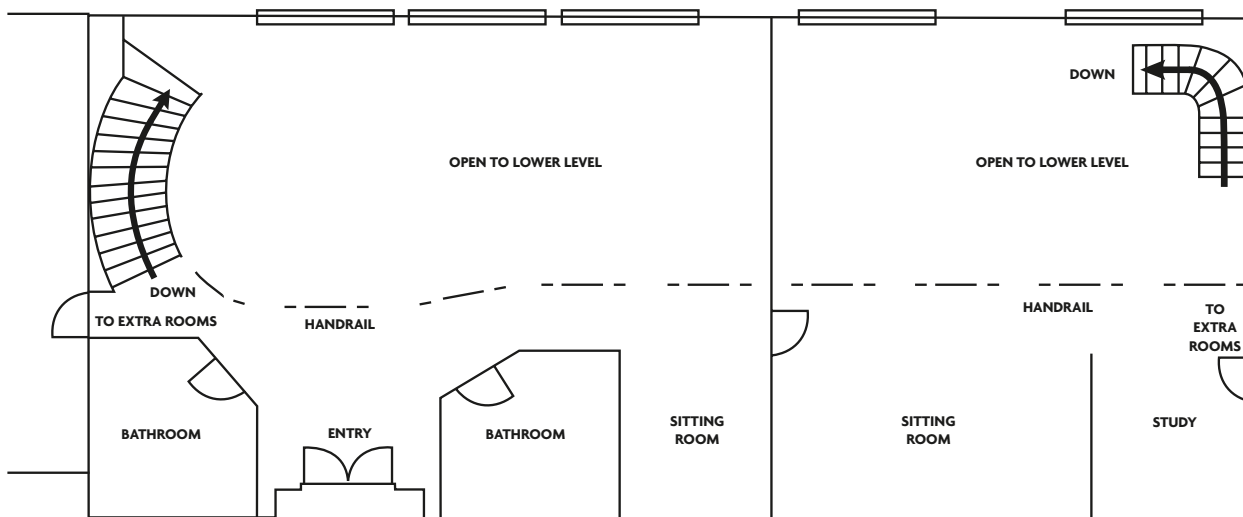 DOWN
OPEN TO LOWER LEVEL
OPEN TO LOWER LEVEL
DOWN
TO EXTRA ROOMS
HANDRAIL
HANDRAIL
TO
EXTRA
ROOMS
BATHROOM
ENTRY
BATHROOM
SITTING
ROOM
SITTING
ROOM
STUDY